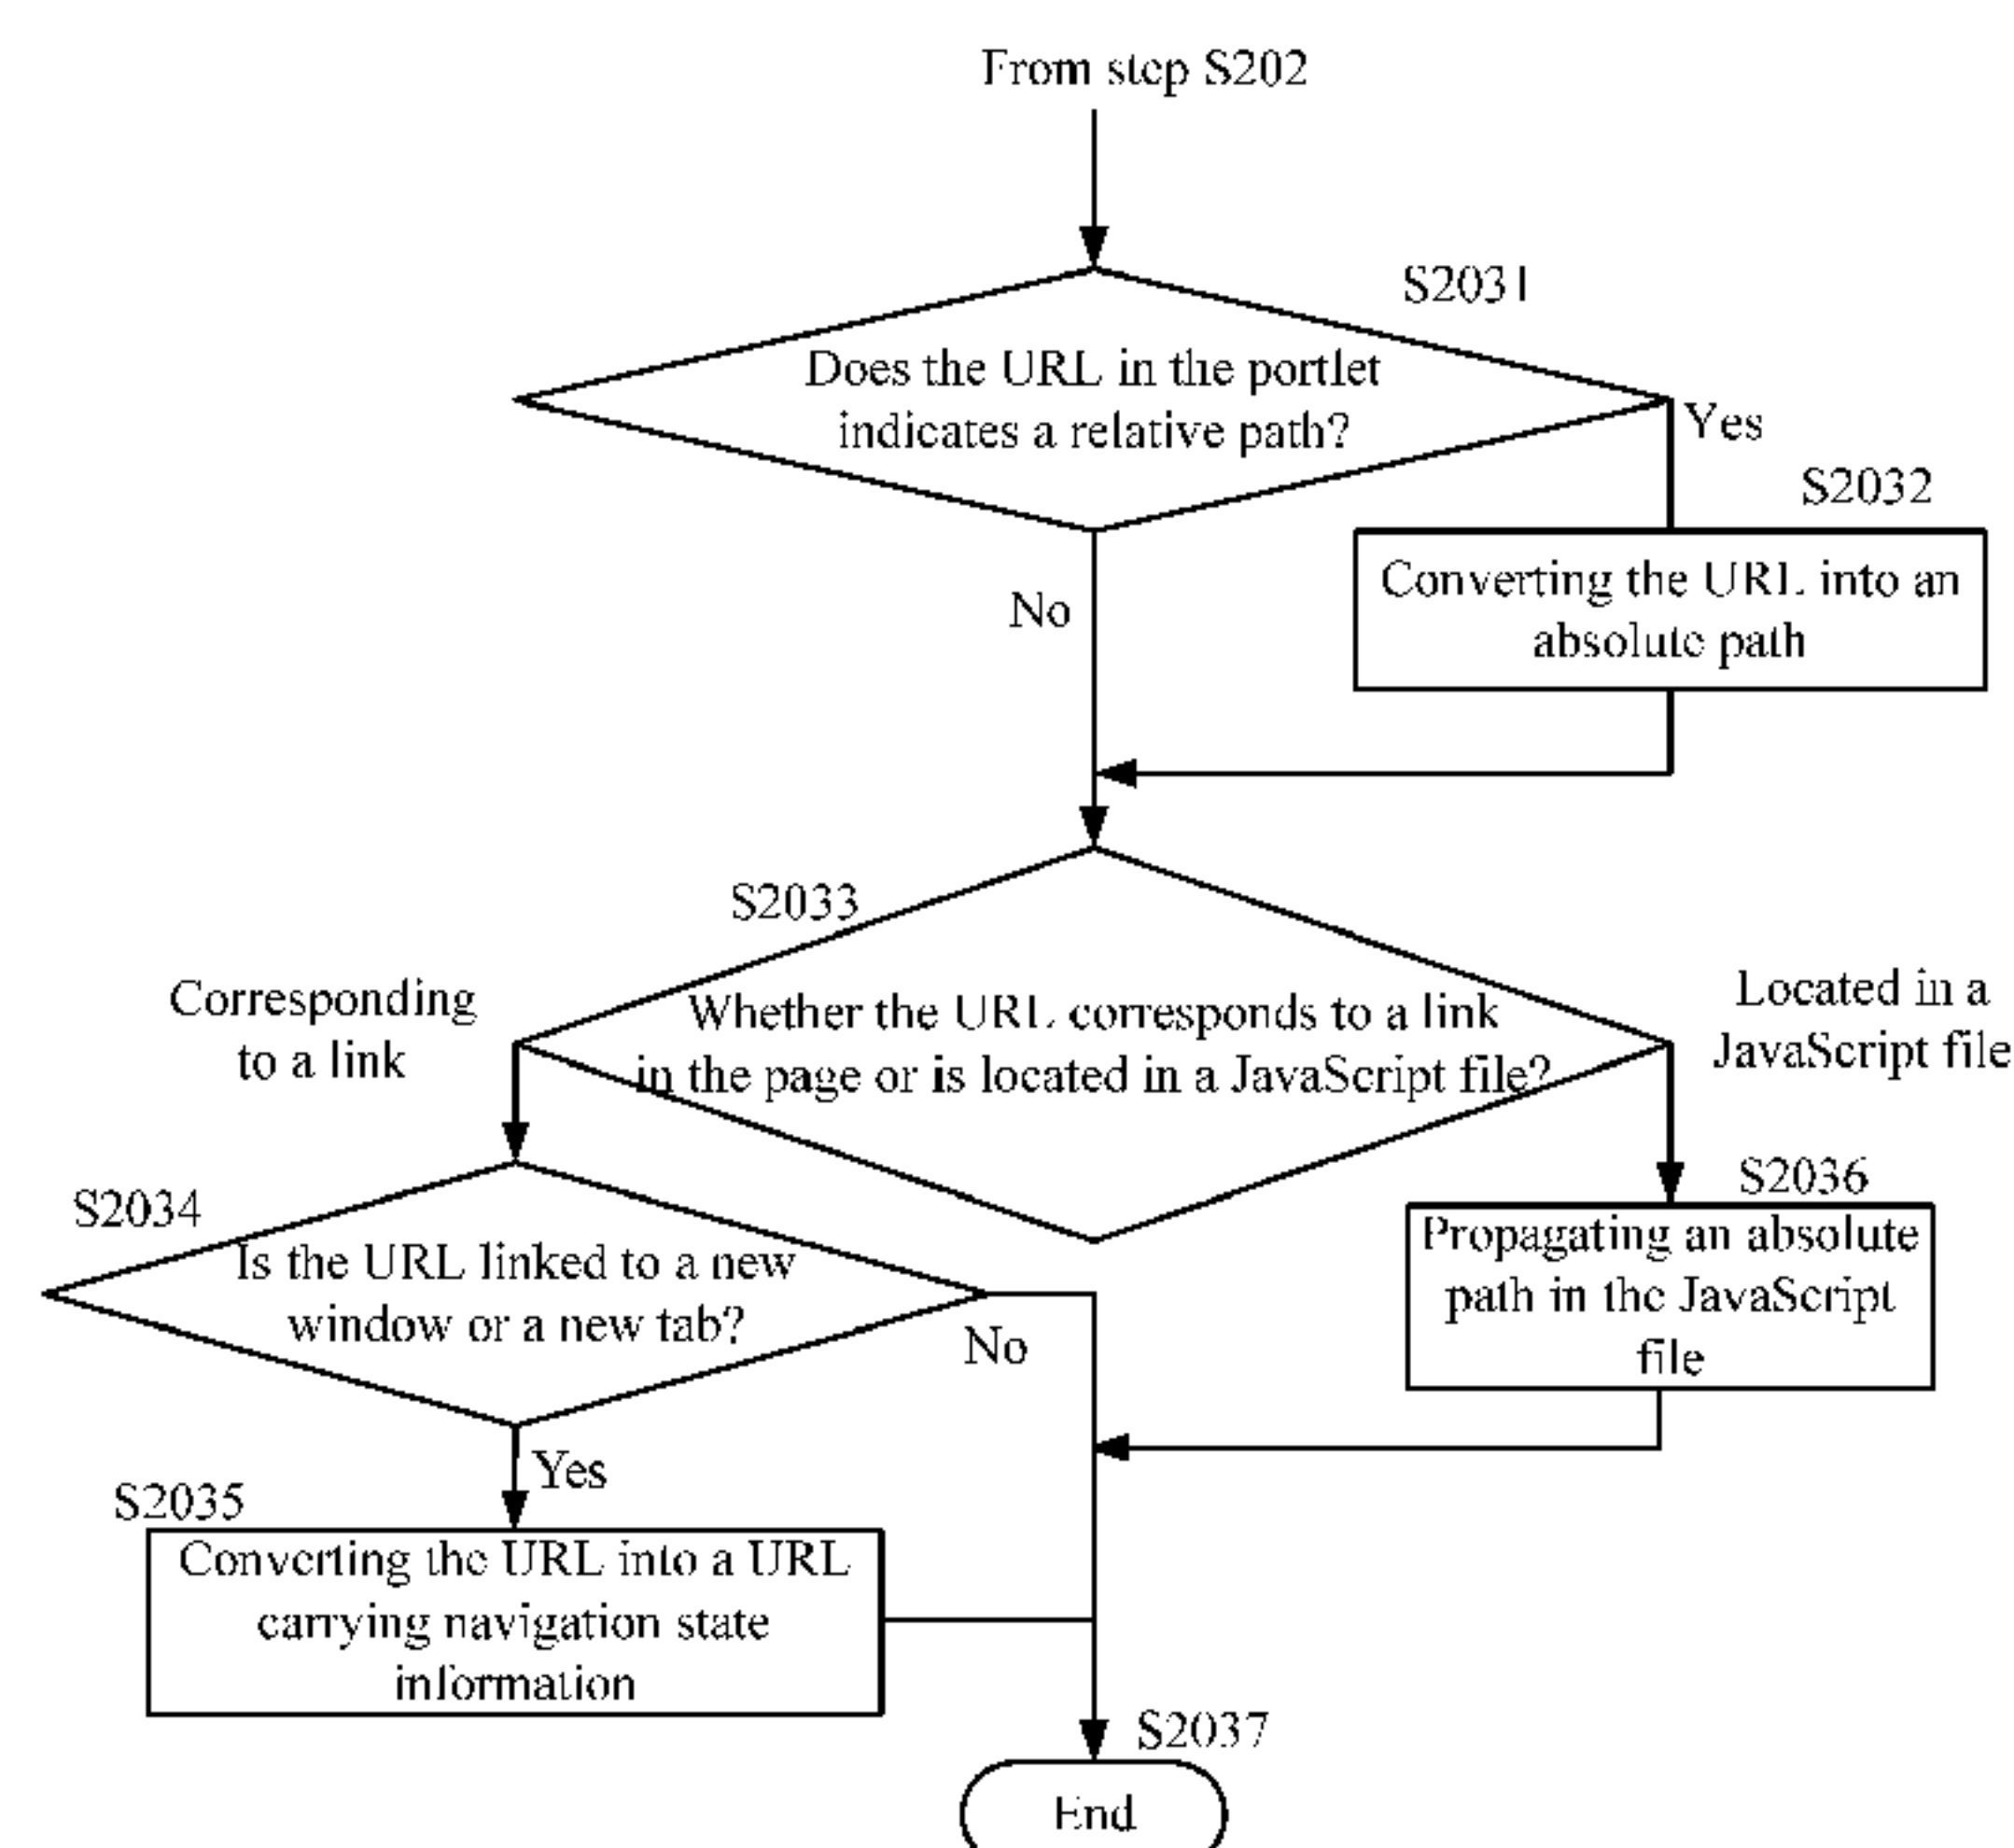 From step S202
S2031
Does the URL in the portlet
indicates a relative path?
Yes
S2032
Converting the URL into an
absolute path
No
S2033
Whether the URL corresponds to a link
in the page or is located in a JavaScript file?
Corresponding
to a link
Located in a
JavaScript file
S2034
Is the URL linked to a new
window or a new tab?
No
S2036
Propagating an absolute
path in the JavaScript
file
Yes
S2035
Converting the URL into a URL
carrying navigation state
information
S2037
End